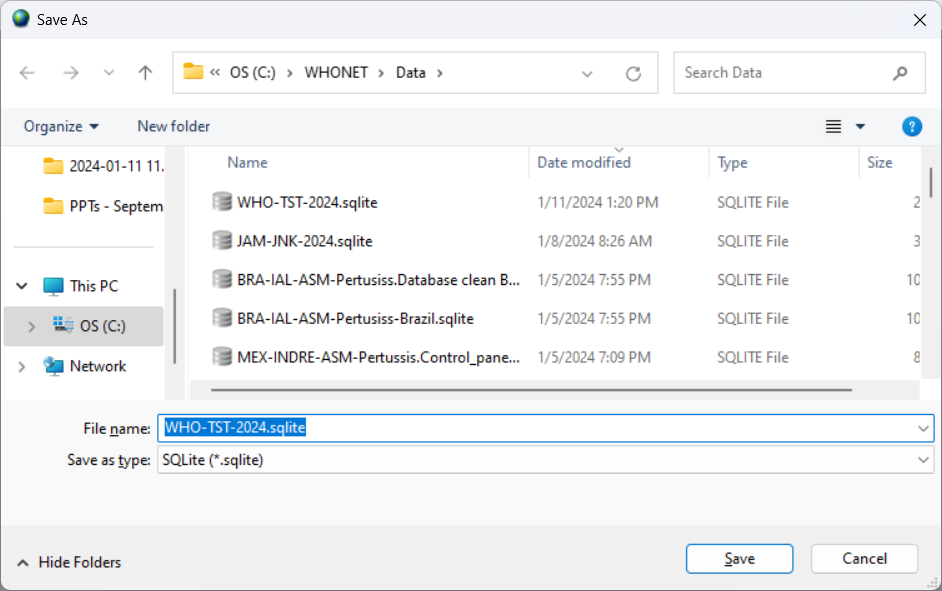 Save As
« OS (C:) > WHONET > Data >
Search Data
Organize
New folder
?
Name
Date modified
Type
Size
2024-01-11 11.
PPTs - Septem
This PC
OS (C:)
Network
WHO-TST-2024.sqlite 1/11/2024 1:20 PM SQLITE File 2
JAM-JNK-2024.sqlite 1/8/2024 8:26 AM SQLITE File 3
BRA-IAL-ASM-Pertusiss.Database clean B... 1/5/2024 7:55 PM SQLITE File 10
BRA-IAL-ASM-Pertusiss-Brazil.sqlite 1/5/2024 7:55 PM SQLITE File 10
MEX-INDRE-ASM-Pertussis.Control_pane... 1/5/2024 7:09 PM SQLITE File 8
File name: WHO-TST-2024.sqlite
Save as type: SQLite (*.sqlite)
Hide Folders
Save
Cancel